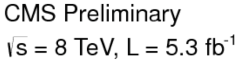 CMS Preliminary
√s = 8 TeV, L = 5.3 fb⁻¹